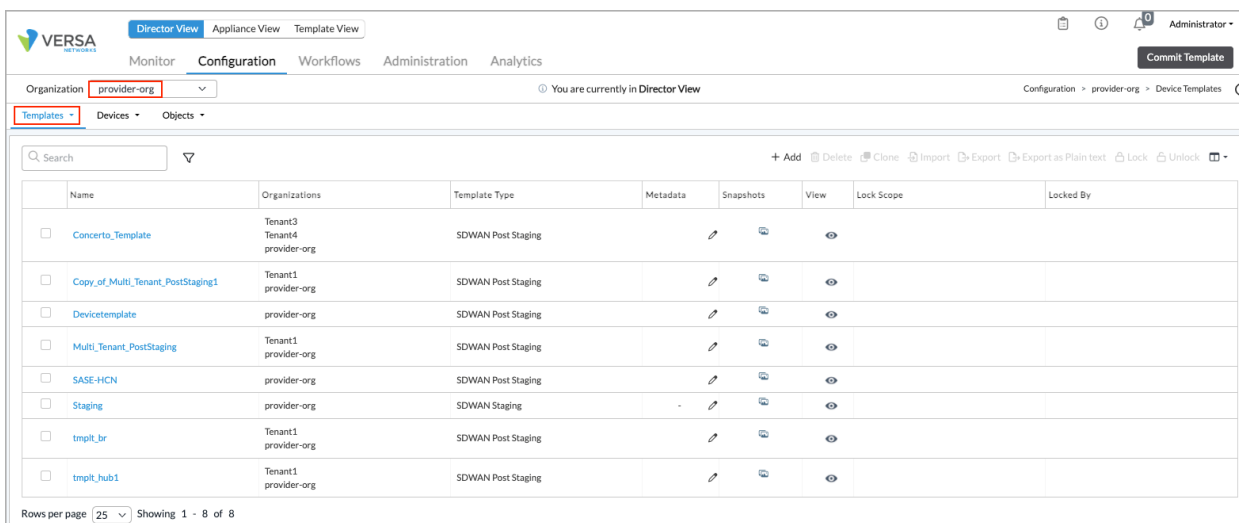 VERSA
NETWORKS
Director View Appliance View Template View
0
Administrator
Monitor Configuration Workflows Administration Analytics
Commit Template
Organization provider-org
You are currently in Director View
Configuration > provider-org > Device Templates
Templates Devices Objects
Search
+ Add Delete Clone Import Export Export as Plain text Lock Unlock
Name Organizations Template Type Metadata Snapshots View Lock Scope Locked By
Tenant3
Concerto_Template Tenant4 SDWAN Post Staging
provider-org
Tenant1
Copy_of_Multi_Tenant_PostStaging1 SDWAN Post Staging
provider-org
Devicetemplate provider-org SDWAN Post Staging
Tenant1
Multi_Tenant_PostStaging SDWAN Post Staging
provider-org
SASE-HCN provider-org SDWAN Post Staging
Staging provider-org SDWAN Staging -
Tenant1
tmplt_br SDWAN Post Staging
provider-org
Tenant1
tmplt_hub1 SDWAN Post Staging
provider-org
Rows per page 25 Showing 1 - 8 of 8